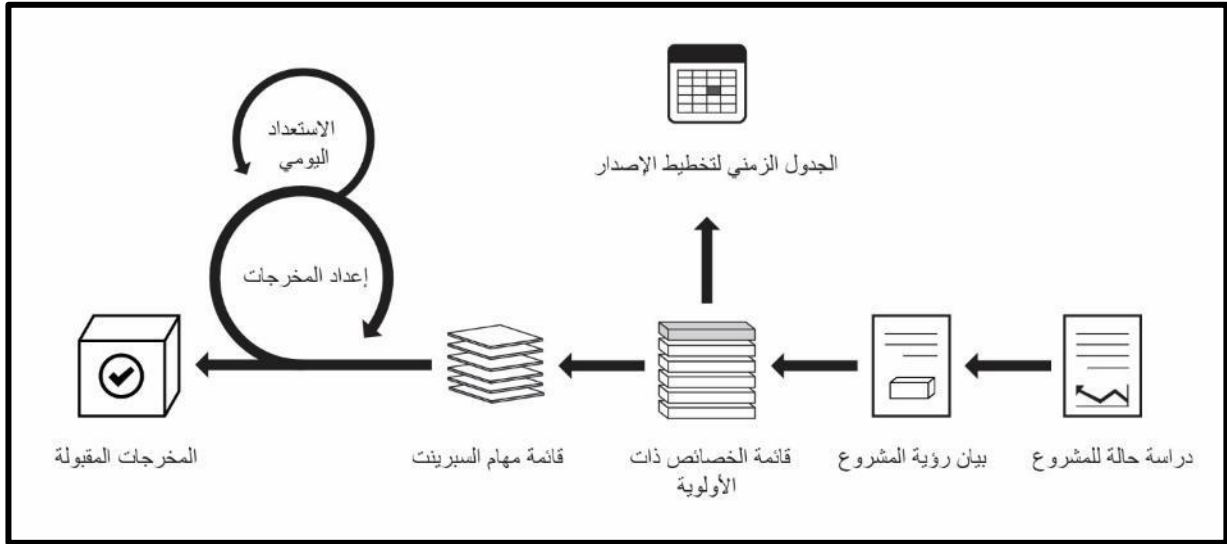 الاستعداد
اليومي
إعداد المخرجات
الجدول الزمني لتخطيط الإصدار
دراسة حالة للمشروع
بيان رؤية المشروع
قائمة الخصائص ذات
الأولوية
قائمة مهام السبرينت
المخرجات المقبولة